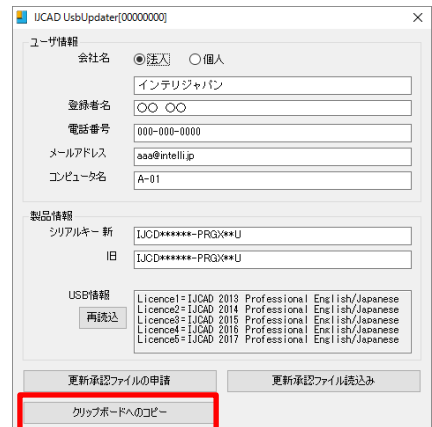 IJCAD UsbUpdater[00000000]
ユーザ情報
会社名 法人 個人
インテリジャパン
登録者名 〇〇 〇〇
電話番号 000-000-0000
メールアドレス aaa@intelli.jp
コンピュータ名 A-01
製品情報
シリアルキー 新 IJCD******-PRGX**U
旧 IJCD******-PRGX**U
USB情報
再読込
Licence1=IJCAD 2013 Professional English/Japanese
Licence2=IJCAD 2014 Professional English/Japanese
Licence3=IJCAD 2015 Professional English/Japanese
Licence4=IJCAD 2016 Professional English/Japanese
Licence5=IJCAD 2017 Professional English/Japanese
更新承認ファイルの申請 更新承認ファイル読込み
クリップボードへのコピー